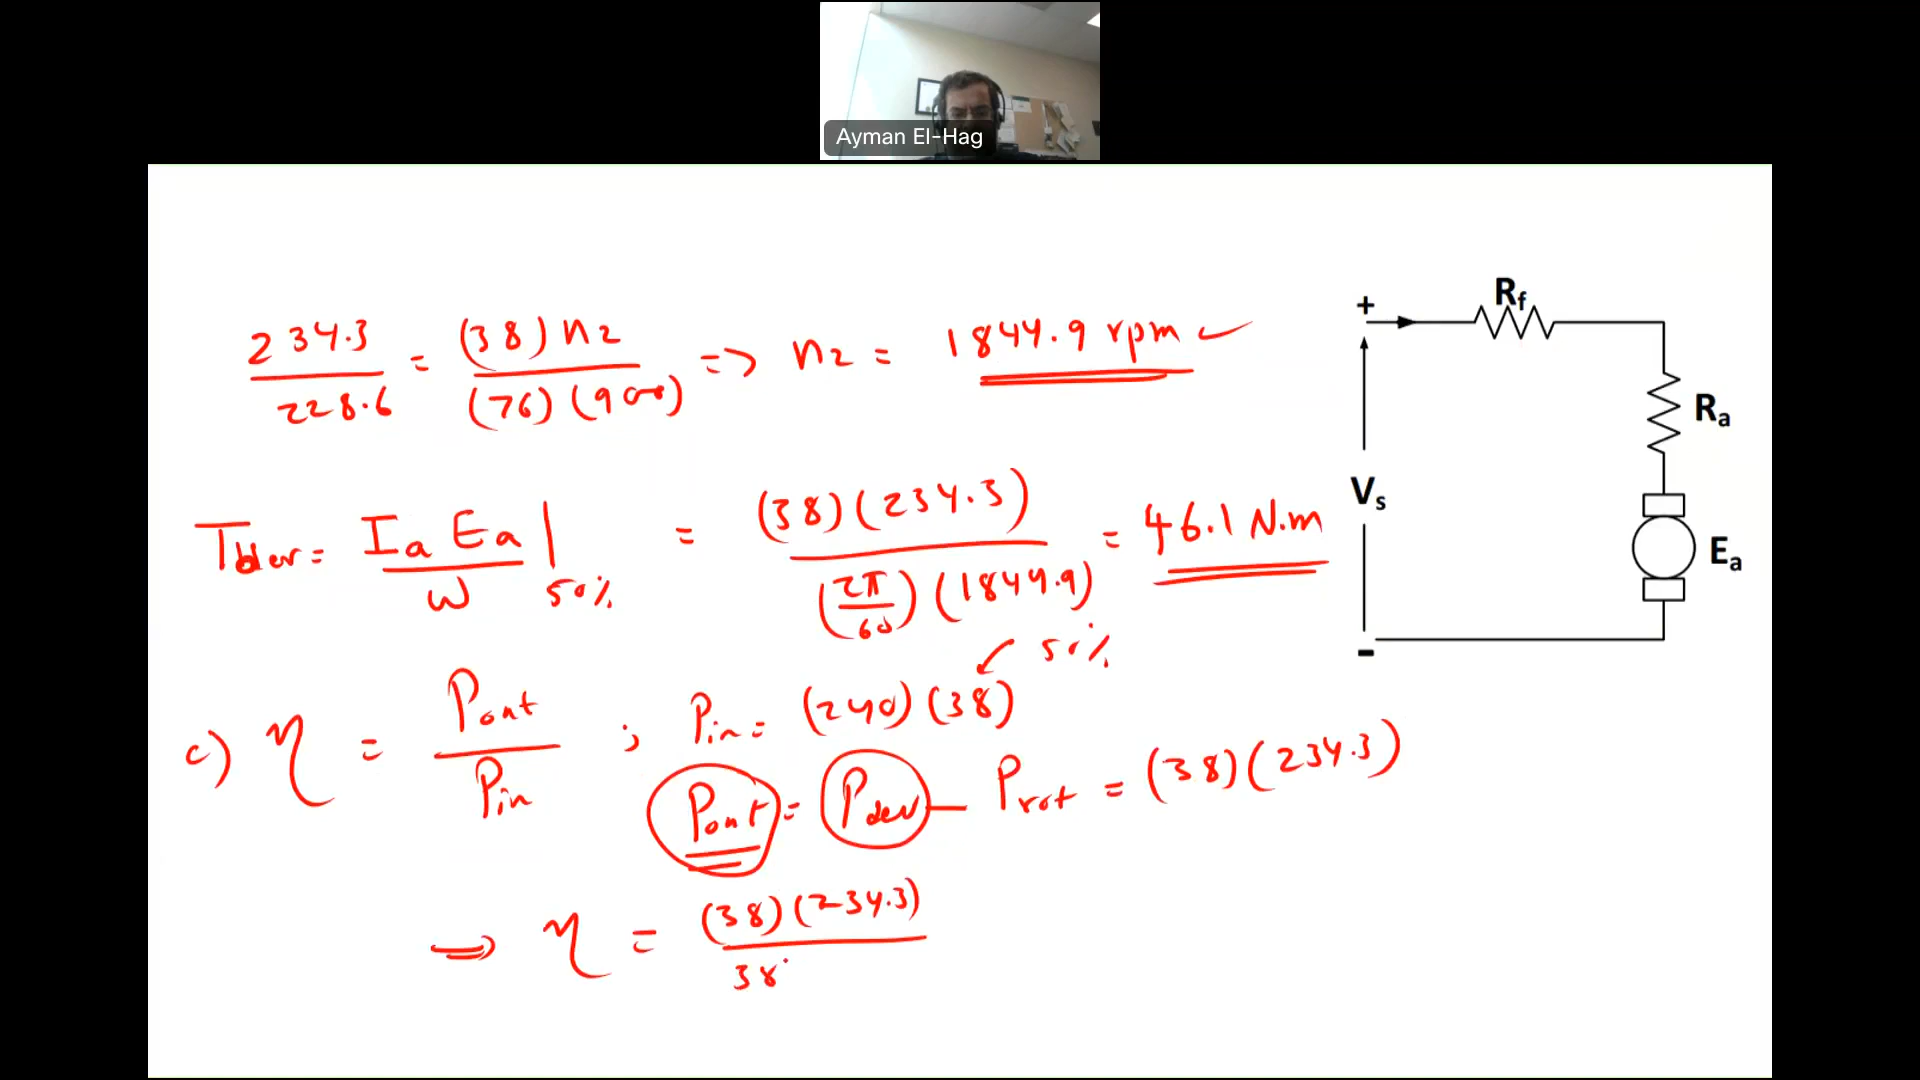 Ayman El-Hag
234.3 / 228.6 = (38) n2 / (76) (900) => n2 = 1844.9 rpm ✓
Tdev = Ia Ea / ω | 50% = (38) (234.3) / (2π/60) (1844.9) = 46.1 N.m
c) η = Pout / Pin ; Pin = (240) (38) ↙ 50%
Pout = Pdev — Prot = (38) (234.3)
=> η = (38) (234.3) / 38
+
Rf
Ra
Vs
Ea
-